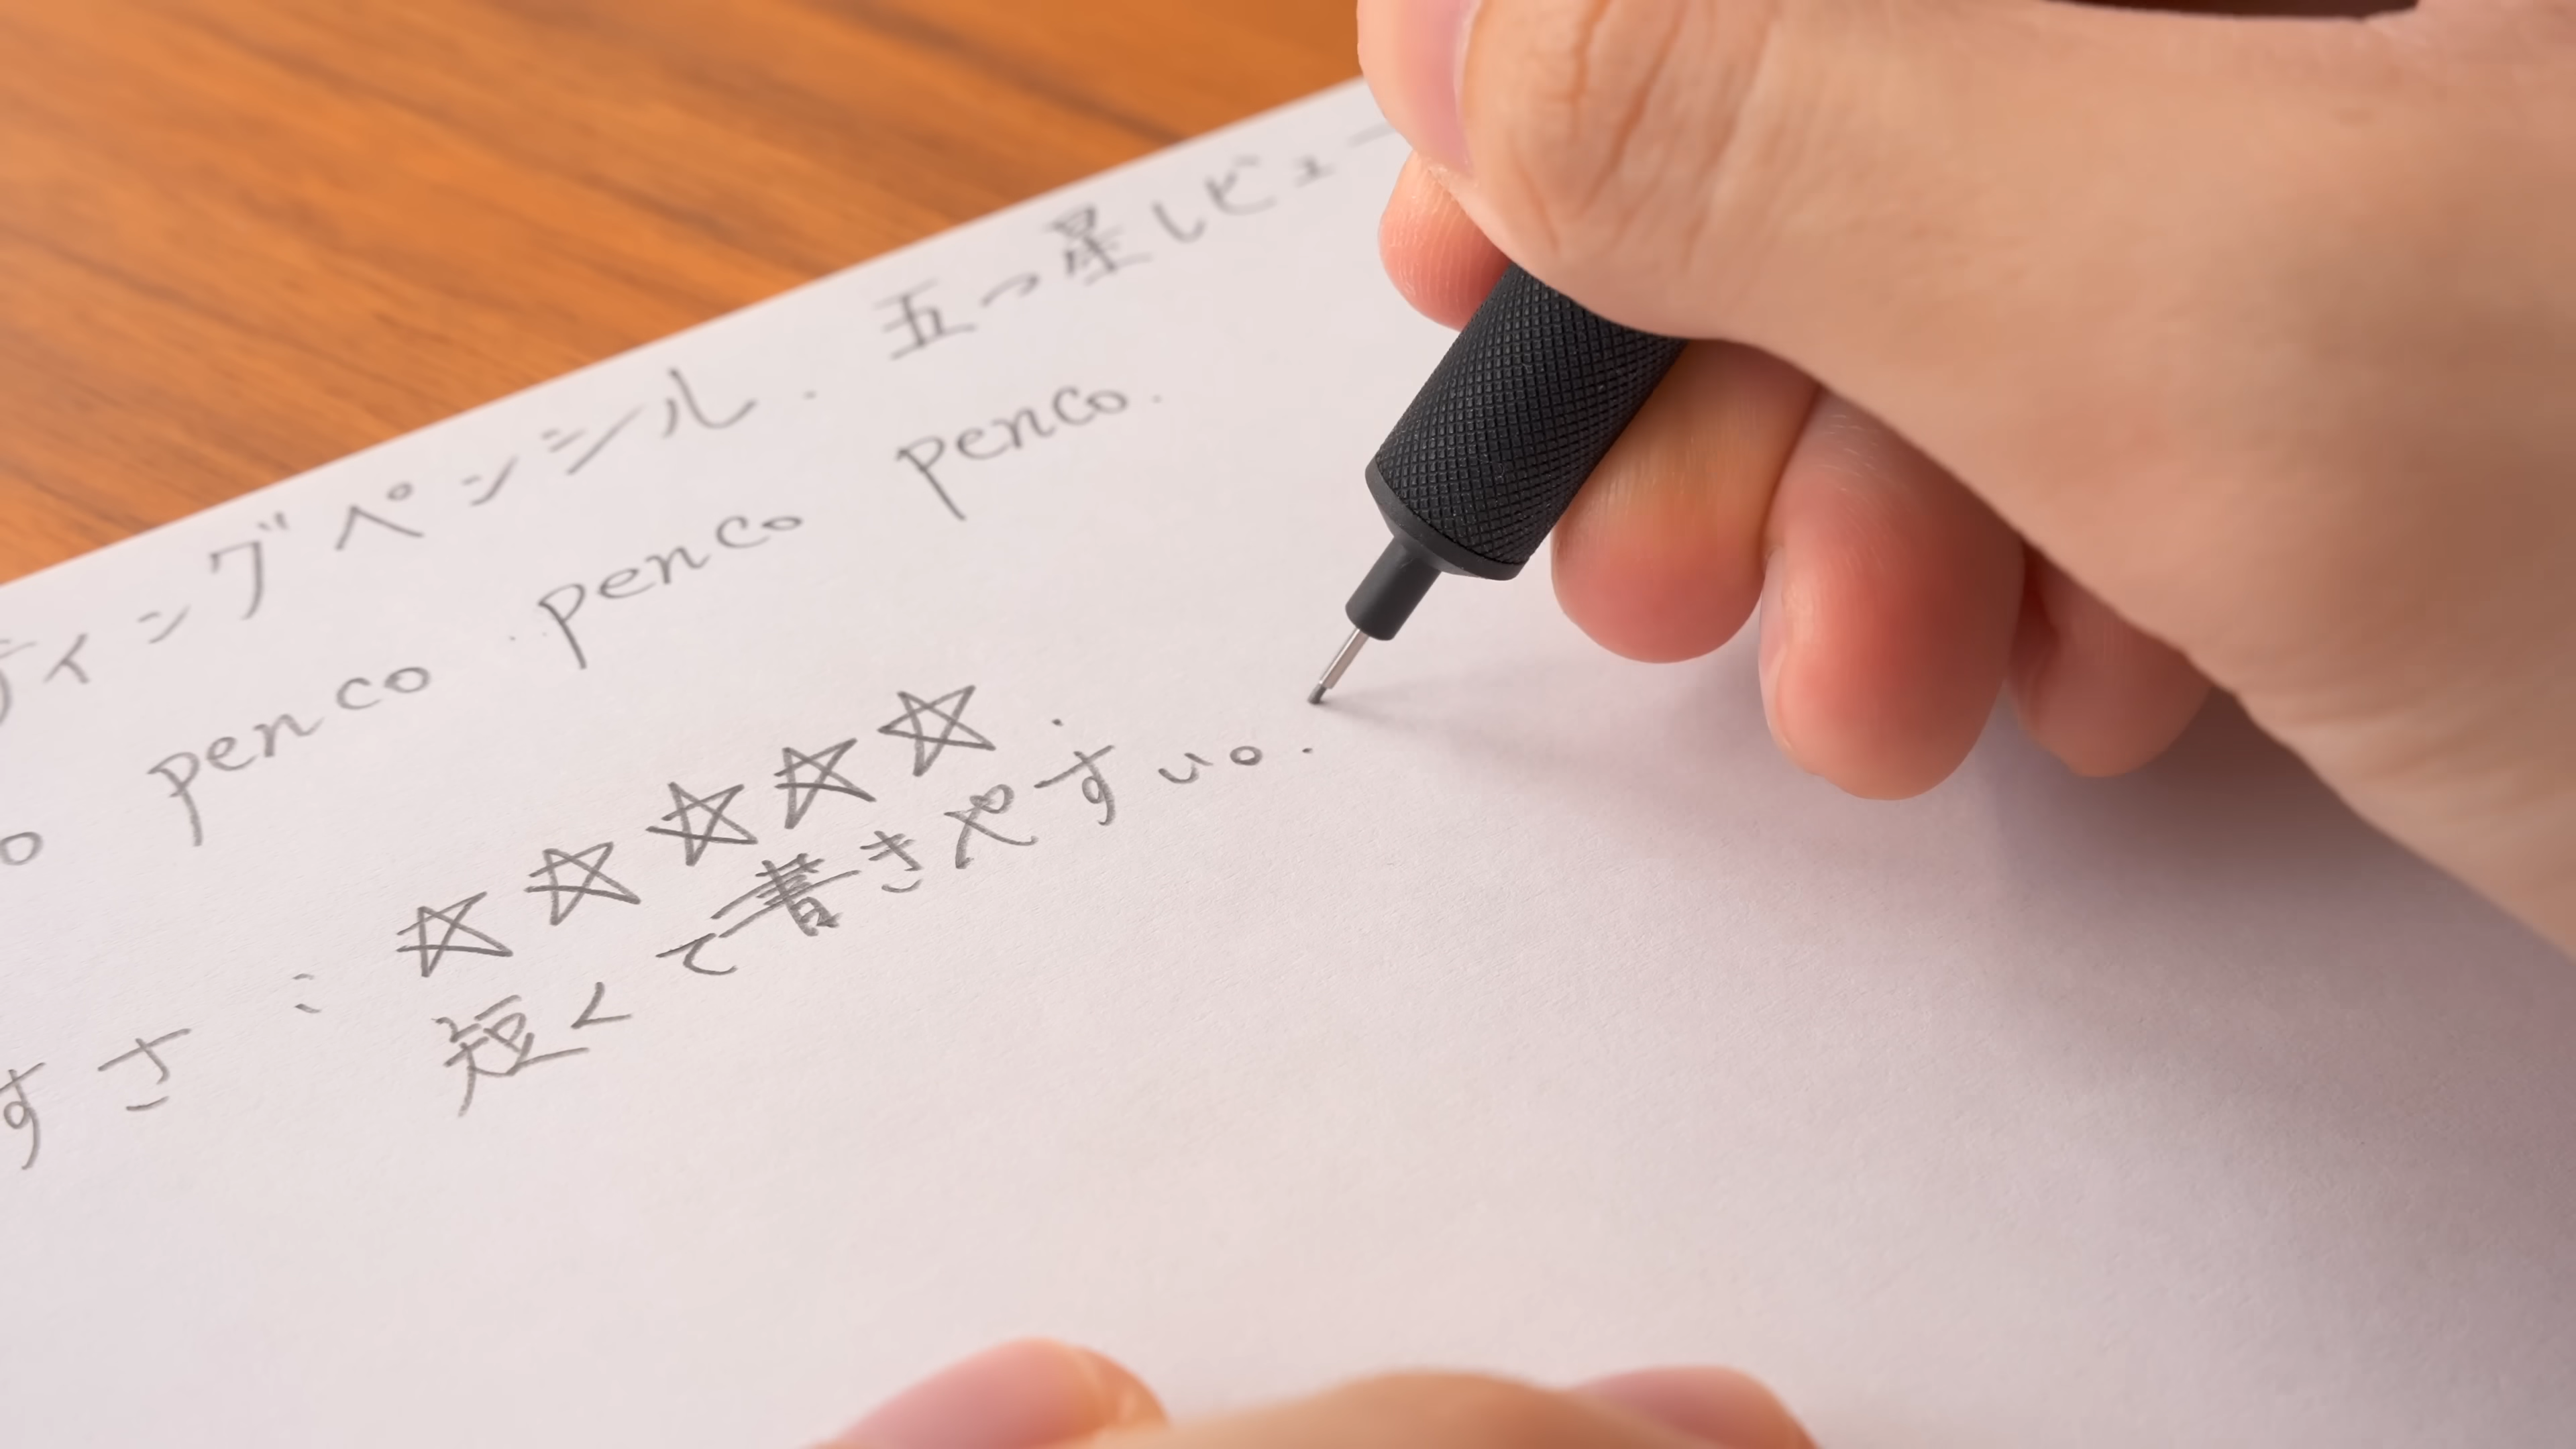 ティングペンシル. 五つ星レビュー
o penco penco penco.
すさ: ☆☆☆☆☆.
短くて書きやすい。.